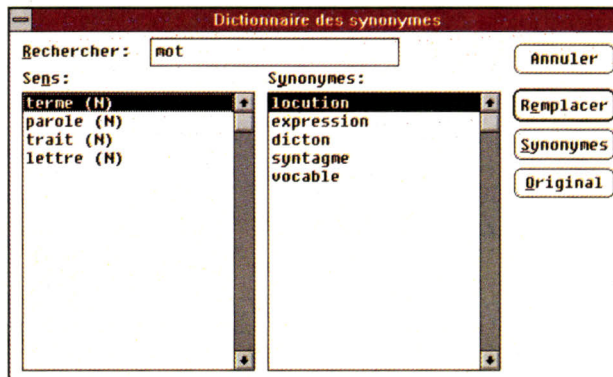 Dictionnaire des synonymes
Rechercher: mot
Annuler
Sens:
Synonymes:
terme (N)
parole (N)
trait (N)
lettre (N)
locution
expression
dicton
syntagme
vocable
Remplacer
Synonymes
Original